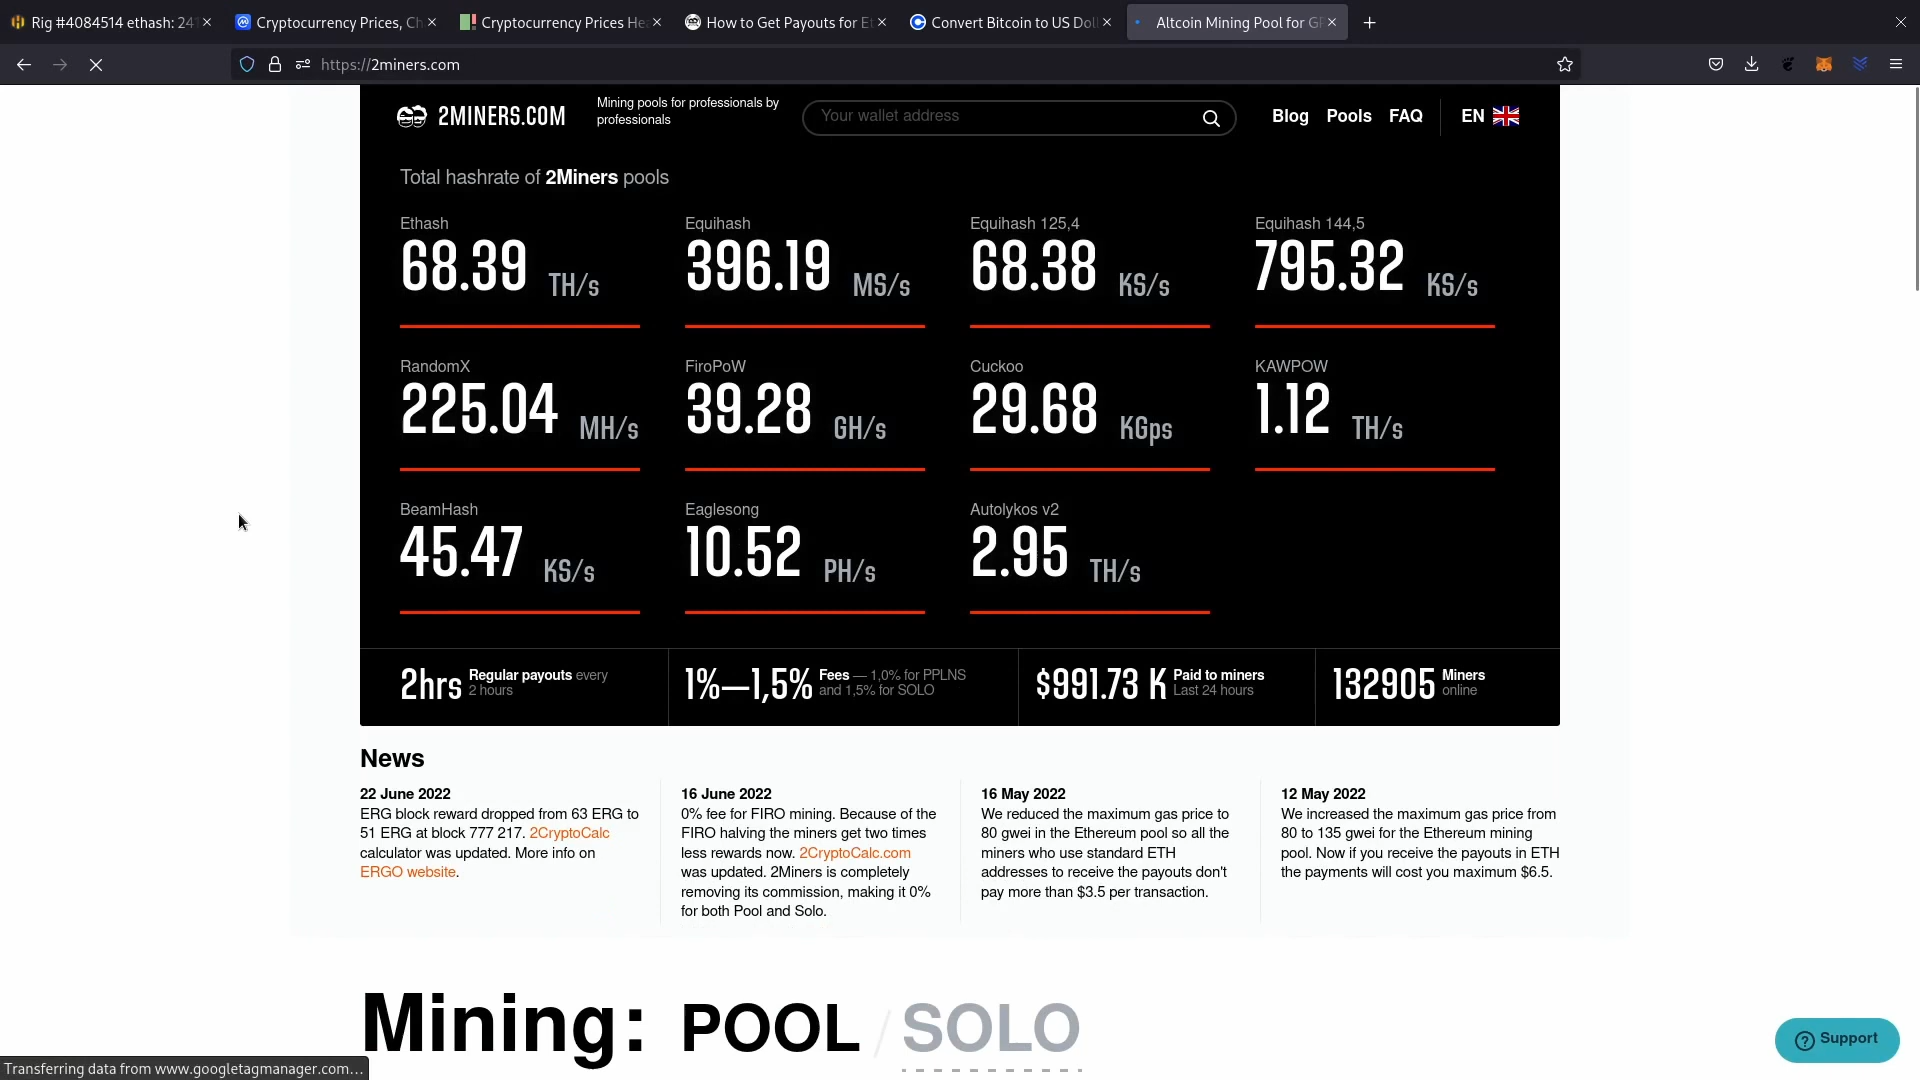 Rig #4084514 ethash: 241
Cryptocurrency Prices, Ch
Cryptocurrency Prices Hea
How to Get Payouts for Et
Convert Bitcoin to US Doll
Altcoin Mining Pool for GP
https://2miners.com
2MINERS.COM
Mining pools for professionals by
professionals
Your wallet address
Blog
Pools
FAQ
EN
Total hashrate of 2Miners pools
Ethash
68.39 TH/s
Equihash
396.19 MS/s
Equihash 125,4
68.38 KS/s
Equihash 144,5
795.32 KS/s
RandomX
225.04 MH/s
FiroPoW
39.28 GH/s
Cuckoo
29.68 KGps
KAWPOW
1.12 TH/s
BeamHash
45.47 KS/s
Eaglesong
10.52 PH/s
Autolykos v2
2.95 TH/s
2hrs
Regular payouts every
2 hours
1%—1,5%
Fees — 1,0% for PPLNS
and 1,5% for SOLO
$991.73 K
Paid to miners
Last 24 hours
132905
Miners
online
News
22 June 2022
ERG block reward dropped from 63 ERG to
51 ERG at block 777 217. 2CryptoCalc
calculator was updated. More info on
ERGO website.
16 June 2022
0% fee for FIRO mining. Because of the
FIRO halving the miners get two times
less rewards now. 2CryptoCalc.com
was updated. 2Miners is completely
removing its commission, making it 0%
for both Pool and Solo.
16 May 2022
We reduced the maximum gas price to
80 gwei in the Ethereum pool so all the
miners who use standard ETH
addresses to receive the payouts don't
pay more than $3.5 per transaction.
12 May 2022
We increased the maximum gas price from
80 to 135 gwei for the Ethereum mining
pool. Now if you receive the payouts in ETH
the payments will cost you maximum $6.5.
Mining: POOL / SOLO
Support
Transferring data from www.googletagmanager.com...